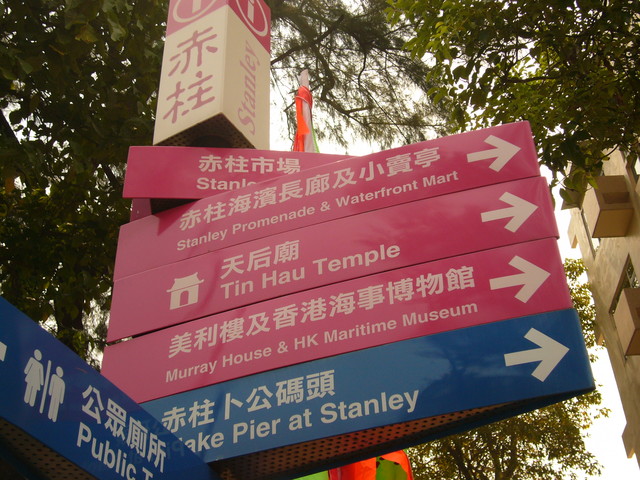 赤柱
Stanley
赤柱市場
赤柱海濱長廊及小賣亭
Stanley Promenade & Waterfront Mart
天后廟
Tin Hau Temple
美利樓及香港海事博物館
Murray House & HK Maritime Museum
赤柱卜公碼頭
Pier at Stanley
公眾廁所
Public